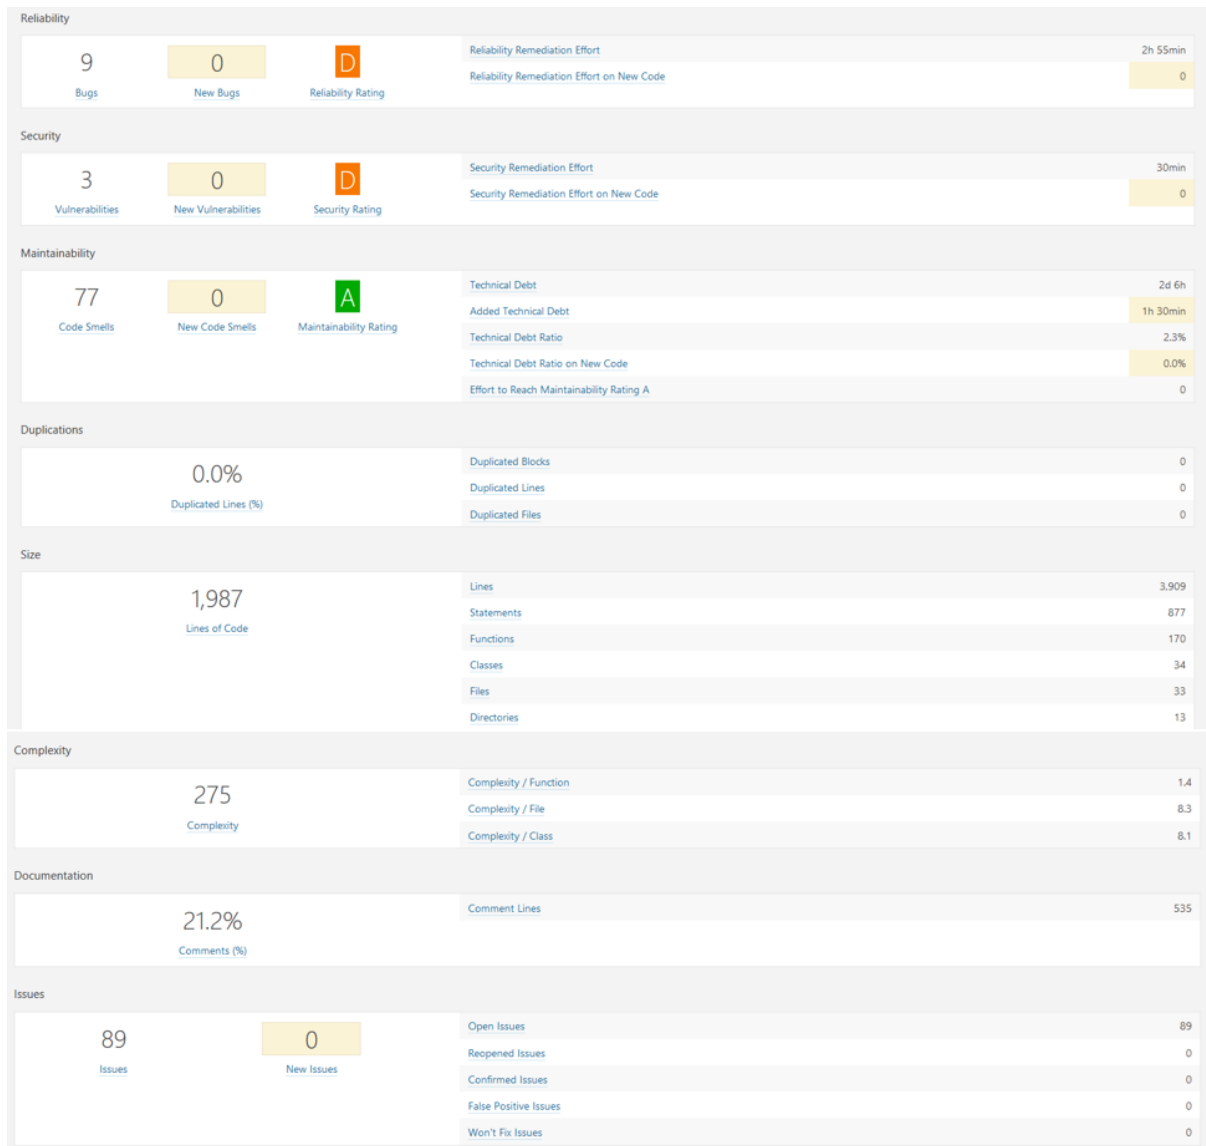 Reliability
9 0 D
Bugs New Bugs Reliability Rating
Reliability Remediation Effort 2h 55min
Reliability Remediation Effort on New Code 0
Security
3 0 D
Vulnerabilities New Vulnerabilities Security Rating
Security Remediation Effort 30min
Security Remediation Effort on New Code 0
Maintainability
77 0 A
Code Smells New Code Smells Maintainability Rating
Technical Debt 2d 6h
Added Technical Debt 1h 30min
Technical Debt Ratio 2.3%
Technical Debt Ratio on New Code 0.0%
Effort to Reach Maintainability Rating A 0
Duplications
0.0%
Duplicated Lines (%)
Duplicated Blocks 0
Duplicated Lines 0
Duplicated Files 0
Size
1,987
Lines of Code
Lines 3,909
Statements 877
Functions 170
Classes 34
Files 33
Directories 13
Complexity
275
Complexity
Complexity / Function 1.4
Complexity / File 8.3
Complexity / Class 8.1
Documentation
21.2%
Comments (%)
Comment Lines 535
Issues
89 0
Issues New Issues
Open Issues 89
Reopened Issues 0
Confirmed Issues 0
False Positive Issues 0
Won't Fix Issues 0